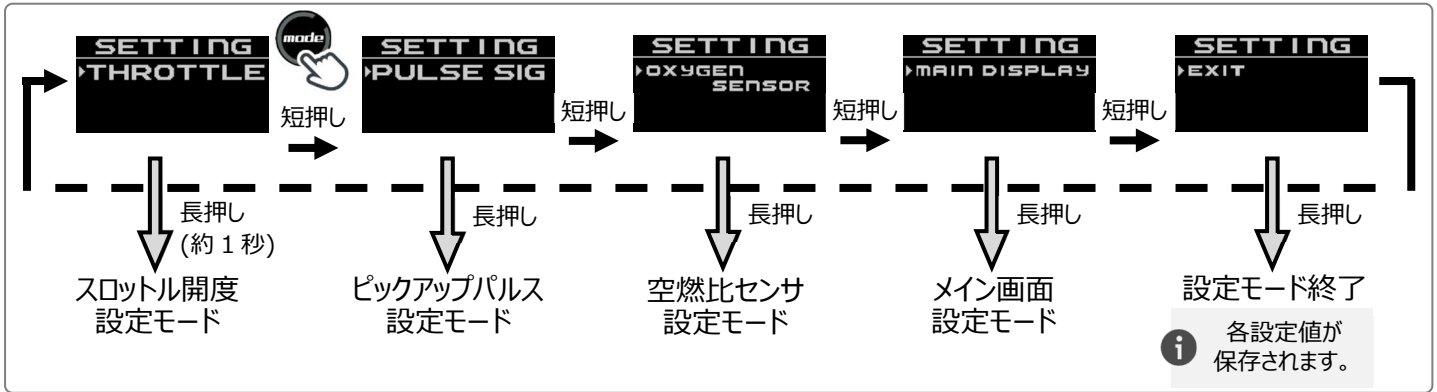 SETTING
›THROTTLE
mode
短押し
SETTING
›PULSE SIG
短押し
SETTING
›OXYGEN
SENSOR
短押し
SETTING
›MAIN DISPLAY
短押し
SETTING
›EXIT
長押し
(約 1 秒)
スロットル開度
設定モード
長押し
ピックアップパルス
設定モード
長押し
空燃比センサ
設定モード
長押し
メイン画面
設定モード
長押し
設定モード終了
i
各設定値が
保存されます。